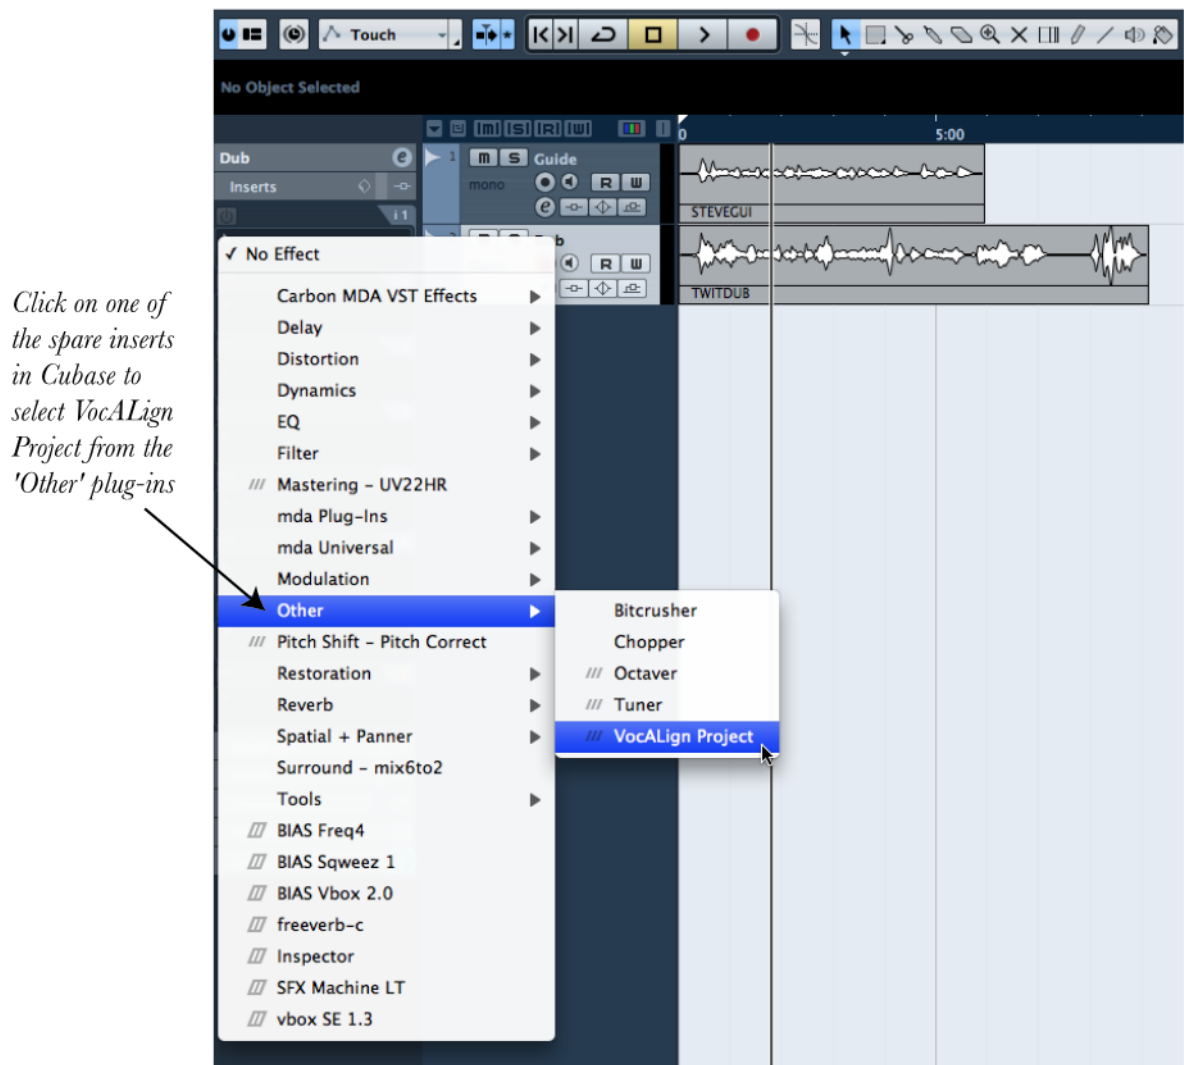 Touch
No Object Selected
0
5:00
Dub
e
1
m S Guide
Inserts
mono
R W
i 1
e
STEVEGUI
✓ No Effect
b
R W
TWITDUB
Click on one of
the spare inserts
in Cubase to
select VocALign
Project from the
'Other' plug-ins
Carbon MDA VST Effects
Delay
Distortion
Dynamics
EQ
Filter
/// Mastering - UV22HR
mda Plug-Ins
mda Universal
Modulation
Other
/// Pitch Shift - Pitch Correct
Restoration
Reverb
Spatial + Panner
Surround - mix6to2
Tools
BIAS Freq4
BIAS Sqweez 1
BIAS Vbox 2.0
freeverb-c
Inspector
SFX Machine LT
vbox SE 1.3
Bitcrusher
Chopper
/// Octaver
/// Tuner
/// VocALign Project